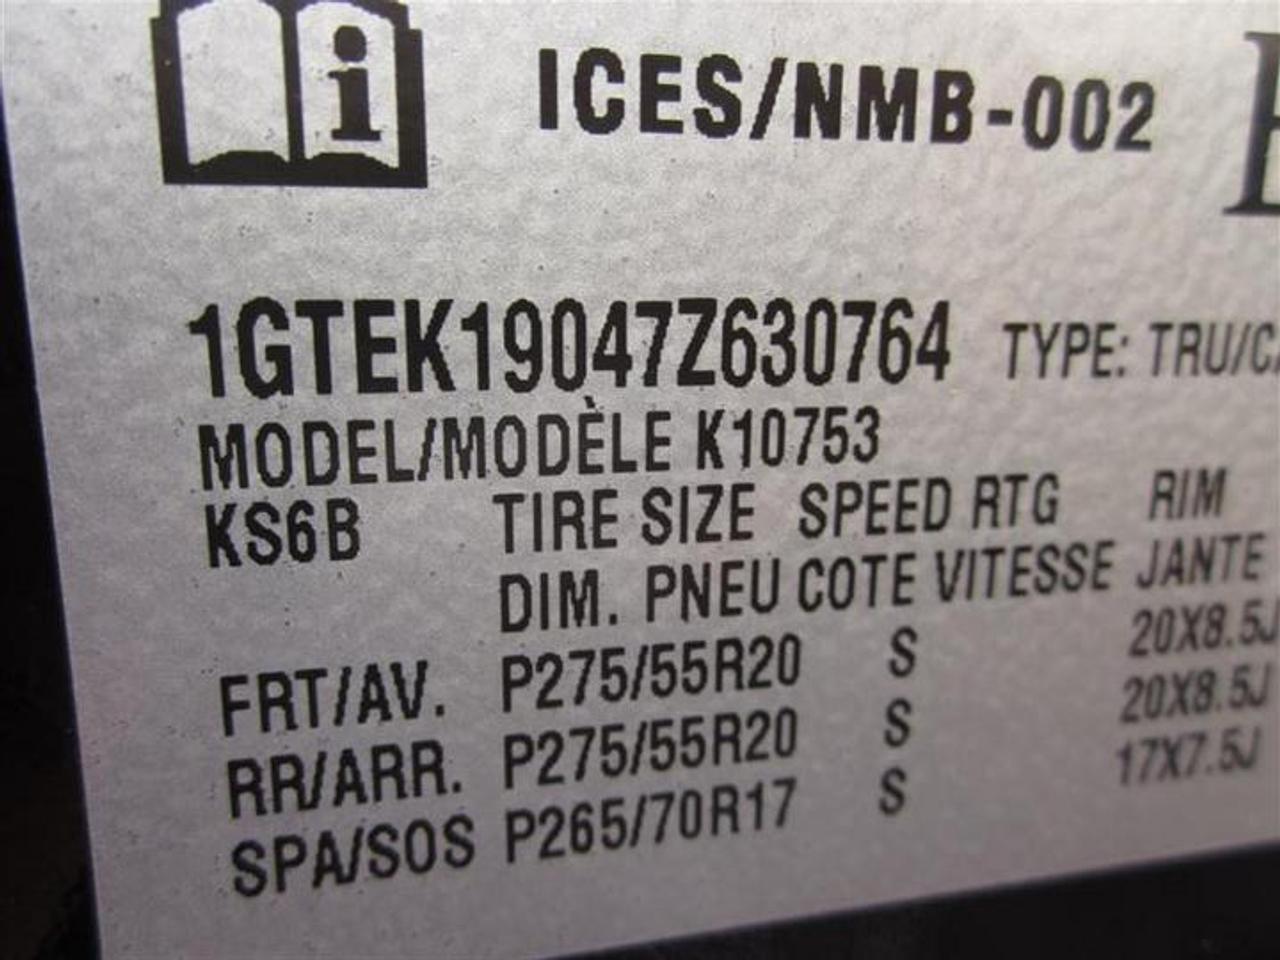 i
ICES/NMB-002
1GTEK19047Z630764 TYPE: TRU/CA
MODEL/MODÈLE K10753
KS6B TIRE SIZE SPEED RTG RIM
DIM. PNEU COTE VITESSE JANTE
FRT/AV. P275/55R20 S 20X8.5J
RR/ARR. P275/55R20 S 20X8.5J
SPA/SOS P265/70R17 S 17X7.5J